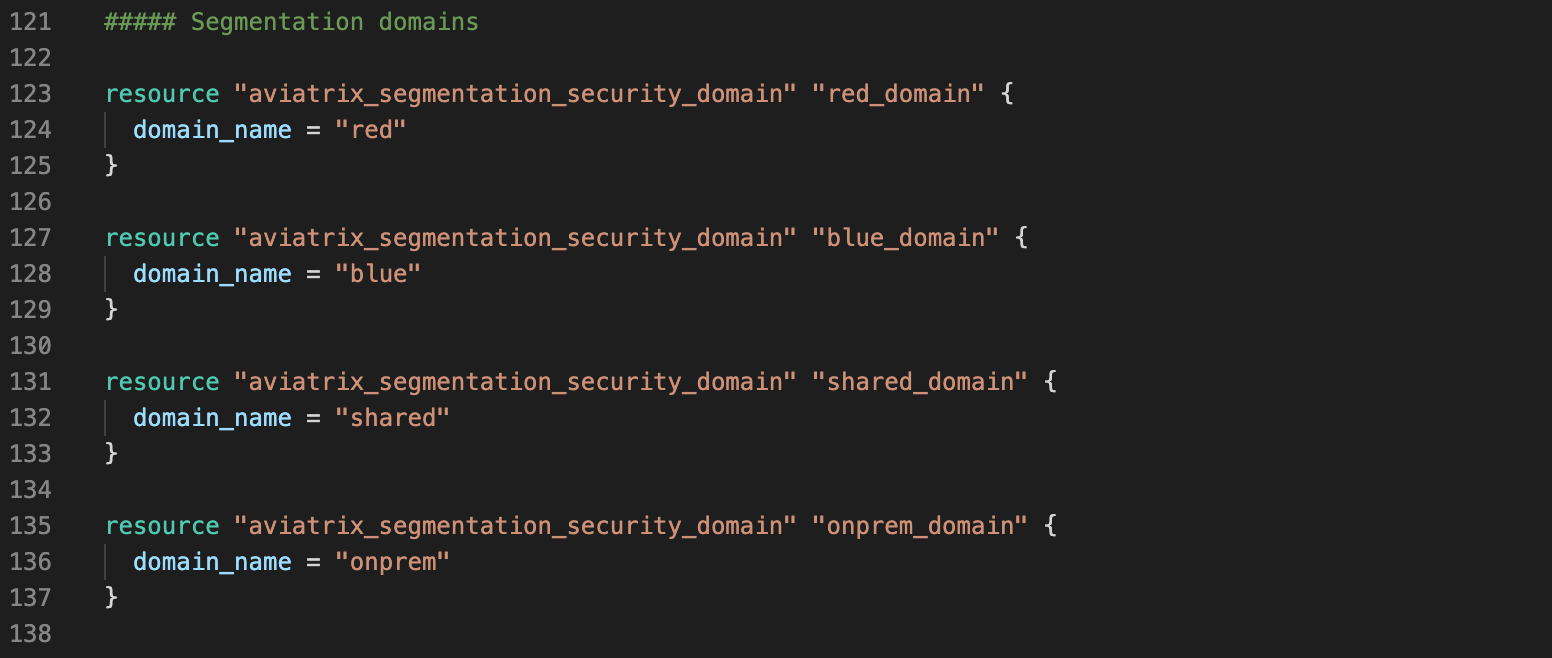 121 ##### Segmentation domains
122
123 resource "aviatrix_segmentation_security_domain" "red_domain" {
124   domain_name = "red"
125 }
126
127 resource "aviatrix_segmentation_security_domain" "blue_domain" {
128   domain_name = "blue"
129 }
130
131 resource "aviatrix_segmentation_security_domain" "shared_domain" {
132   domain_name = "shared"
133 }
134
135 resource "aviatrix_segmentation_security_domain" "onprem_domain" {
136   domain_name = "onprem"
137 }
138